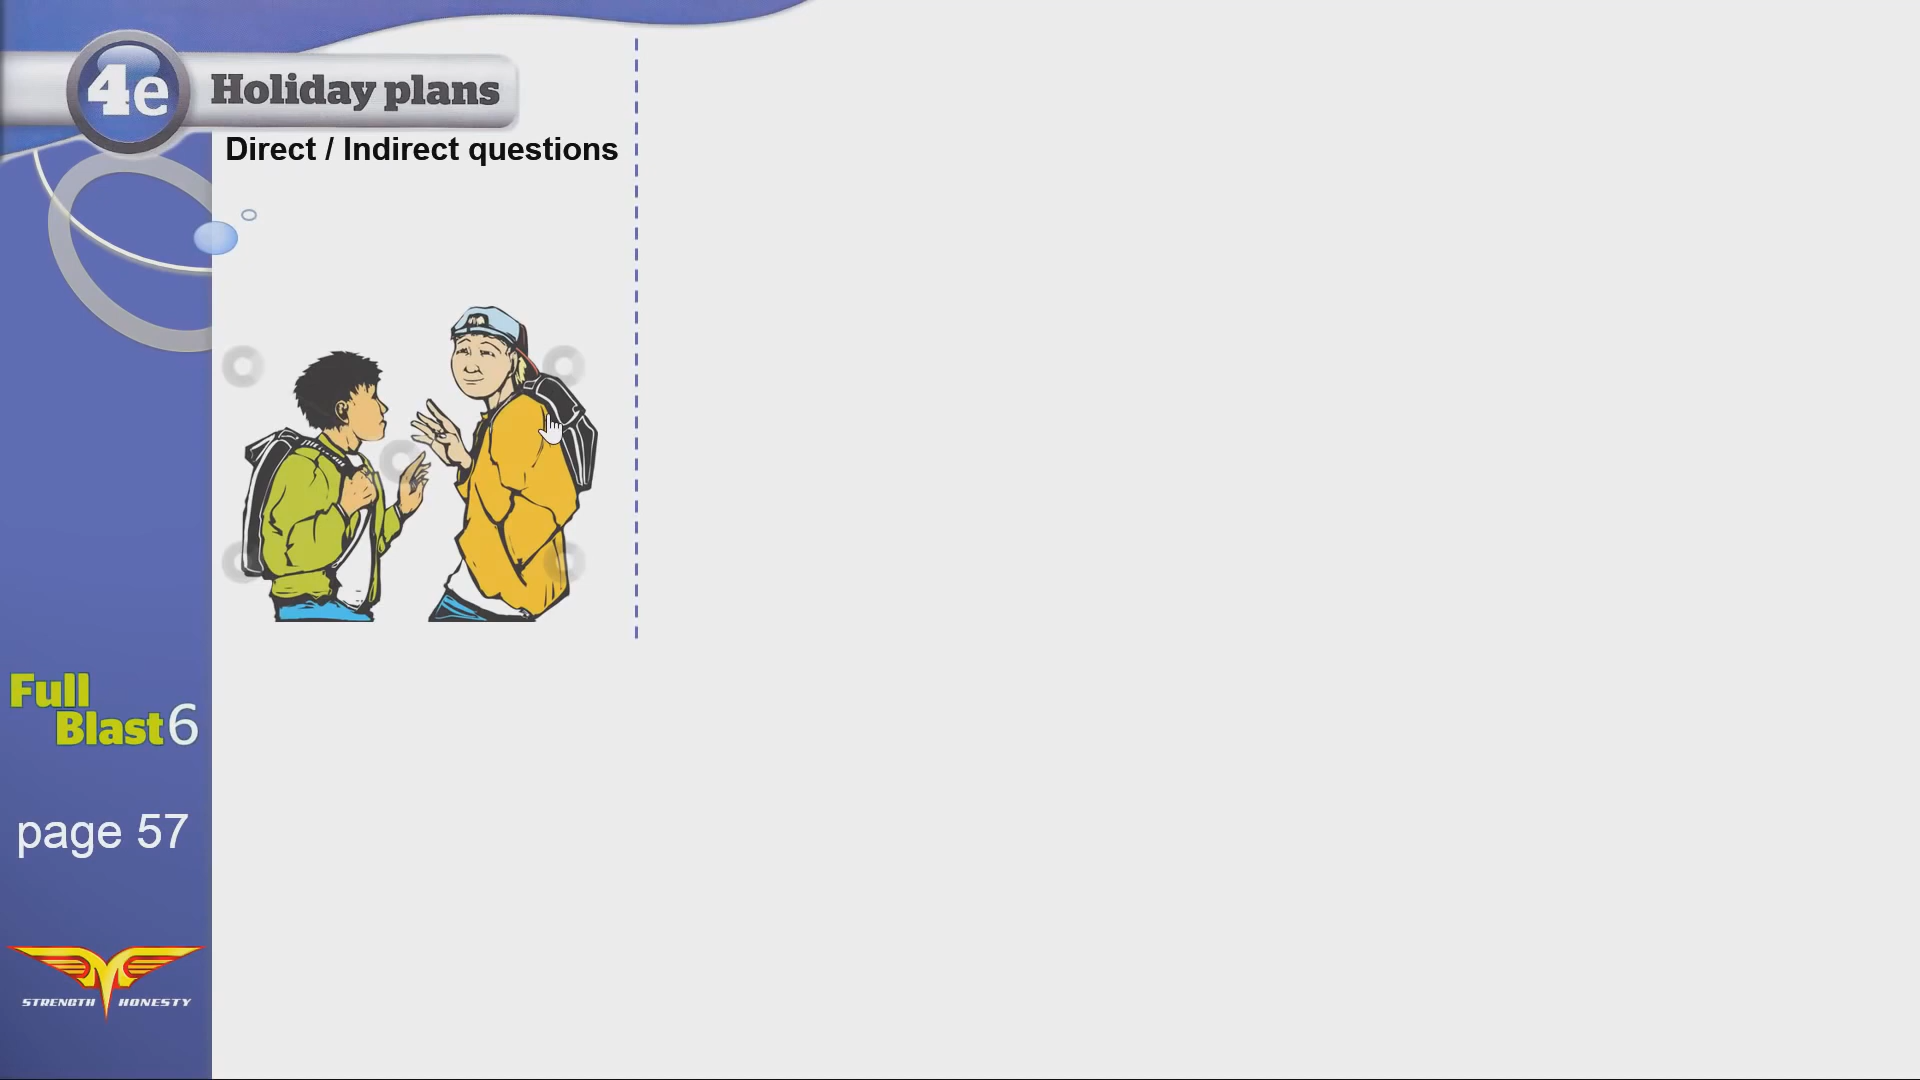 4e Holiday plans
Direct / Indirect questions
Full
Blast 6
page 57
STRENGTH HONESTY